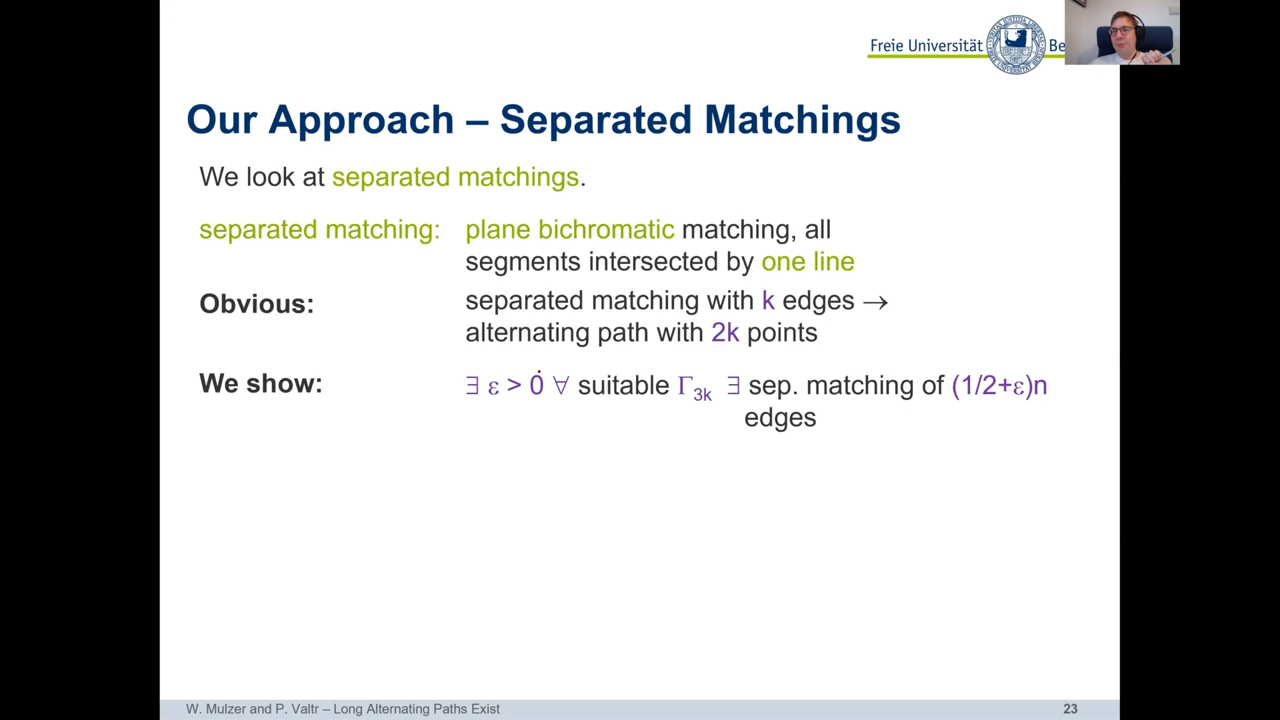 Freie Universität Be
Our Approach – Separated Matchings
We look at separated matchings.
separated matching: plane bichromatic matching, all
segments intersected by one line
Obvious: separated matching with k edges →
alternating path with 2k points
We show: ∃ ε > 0 ∀ suitable Γ3k ∃ sep. matching of (1/2+ε)n
edges
W. Mulzer and P. Valtr – Long Alternating Paths Exist 23